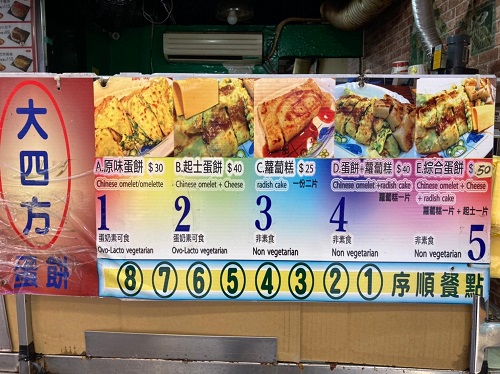 大四方
蛋餅
A.原味蛋餅 $30
Chinese omelet/omelette
1
蛋奶素可食
Ovo-Lacto vegetarian
B.起士蛋餅 $40
Chinese omelet + Cheese
2
蛋奶素可食
Ovo-Lacto vegetarian
C.蘿蔔糕 $25
radish cake 一份二片
3
非素食
Non vegetarian
D.蛋餅+蘿蔔糕 $40
Chinese omelet +radish cake
蘿蔔糕一片
4
非素食
Non vegetarian
E.綜合蛋餅 $50
Chinese omelet + Cheese
+ radish cake
蘿蔔糕一片 + 起士一片
5
非素食
Non vegetarian
⑧⑦⑥⑤④③②① 序順餐點